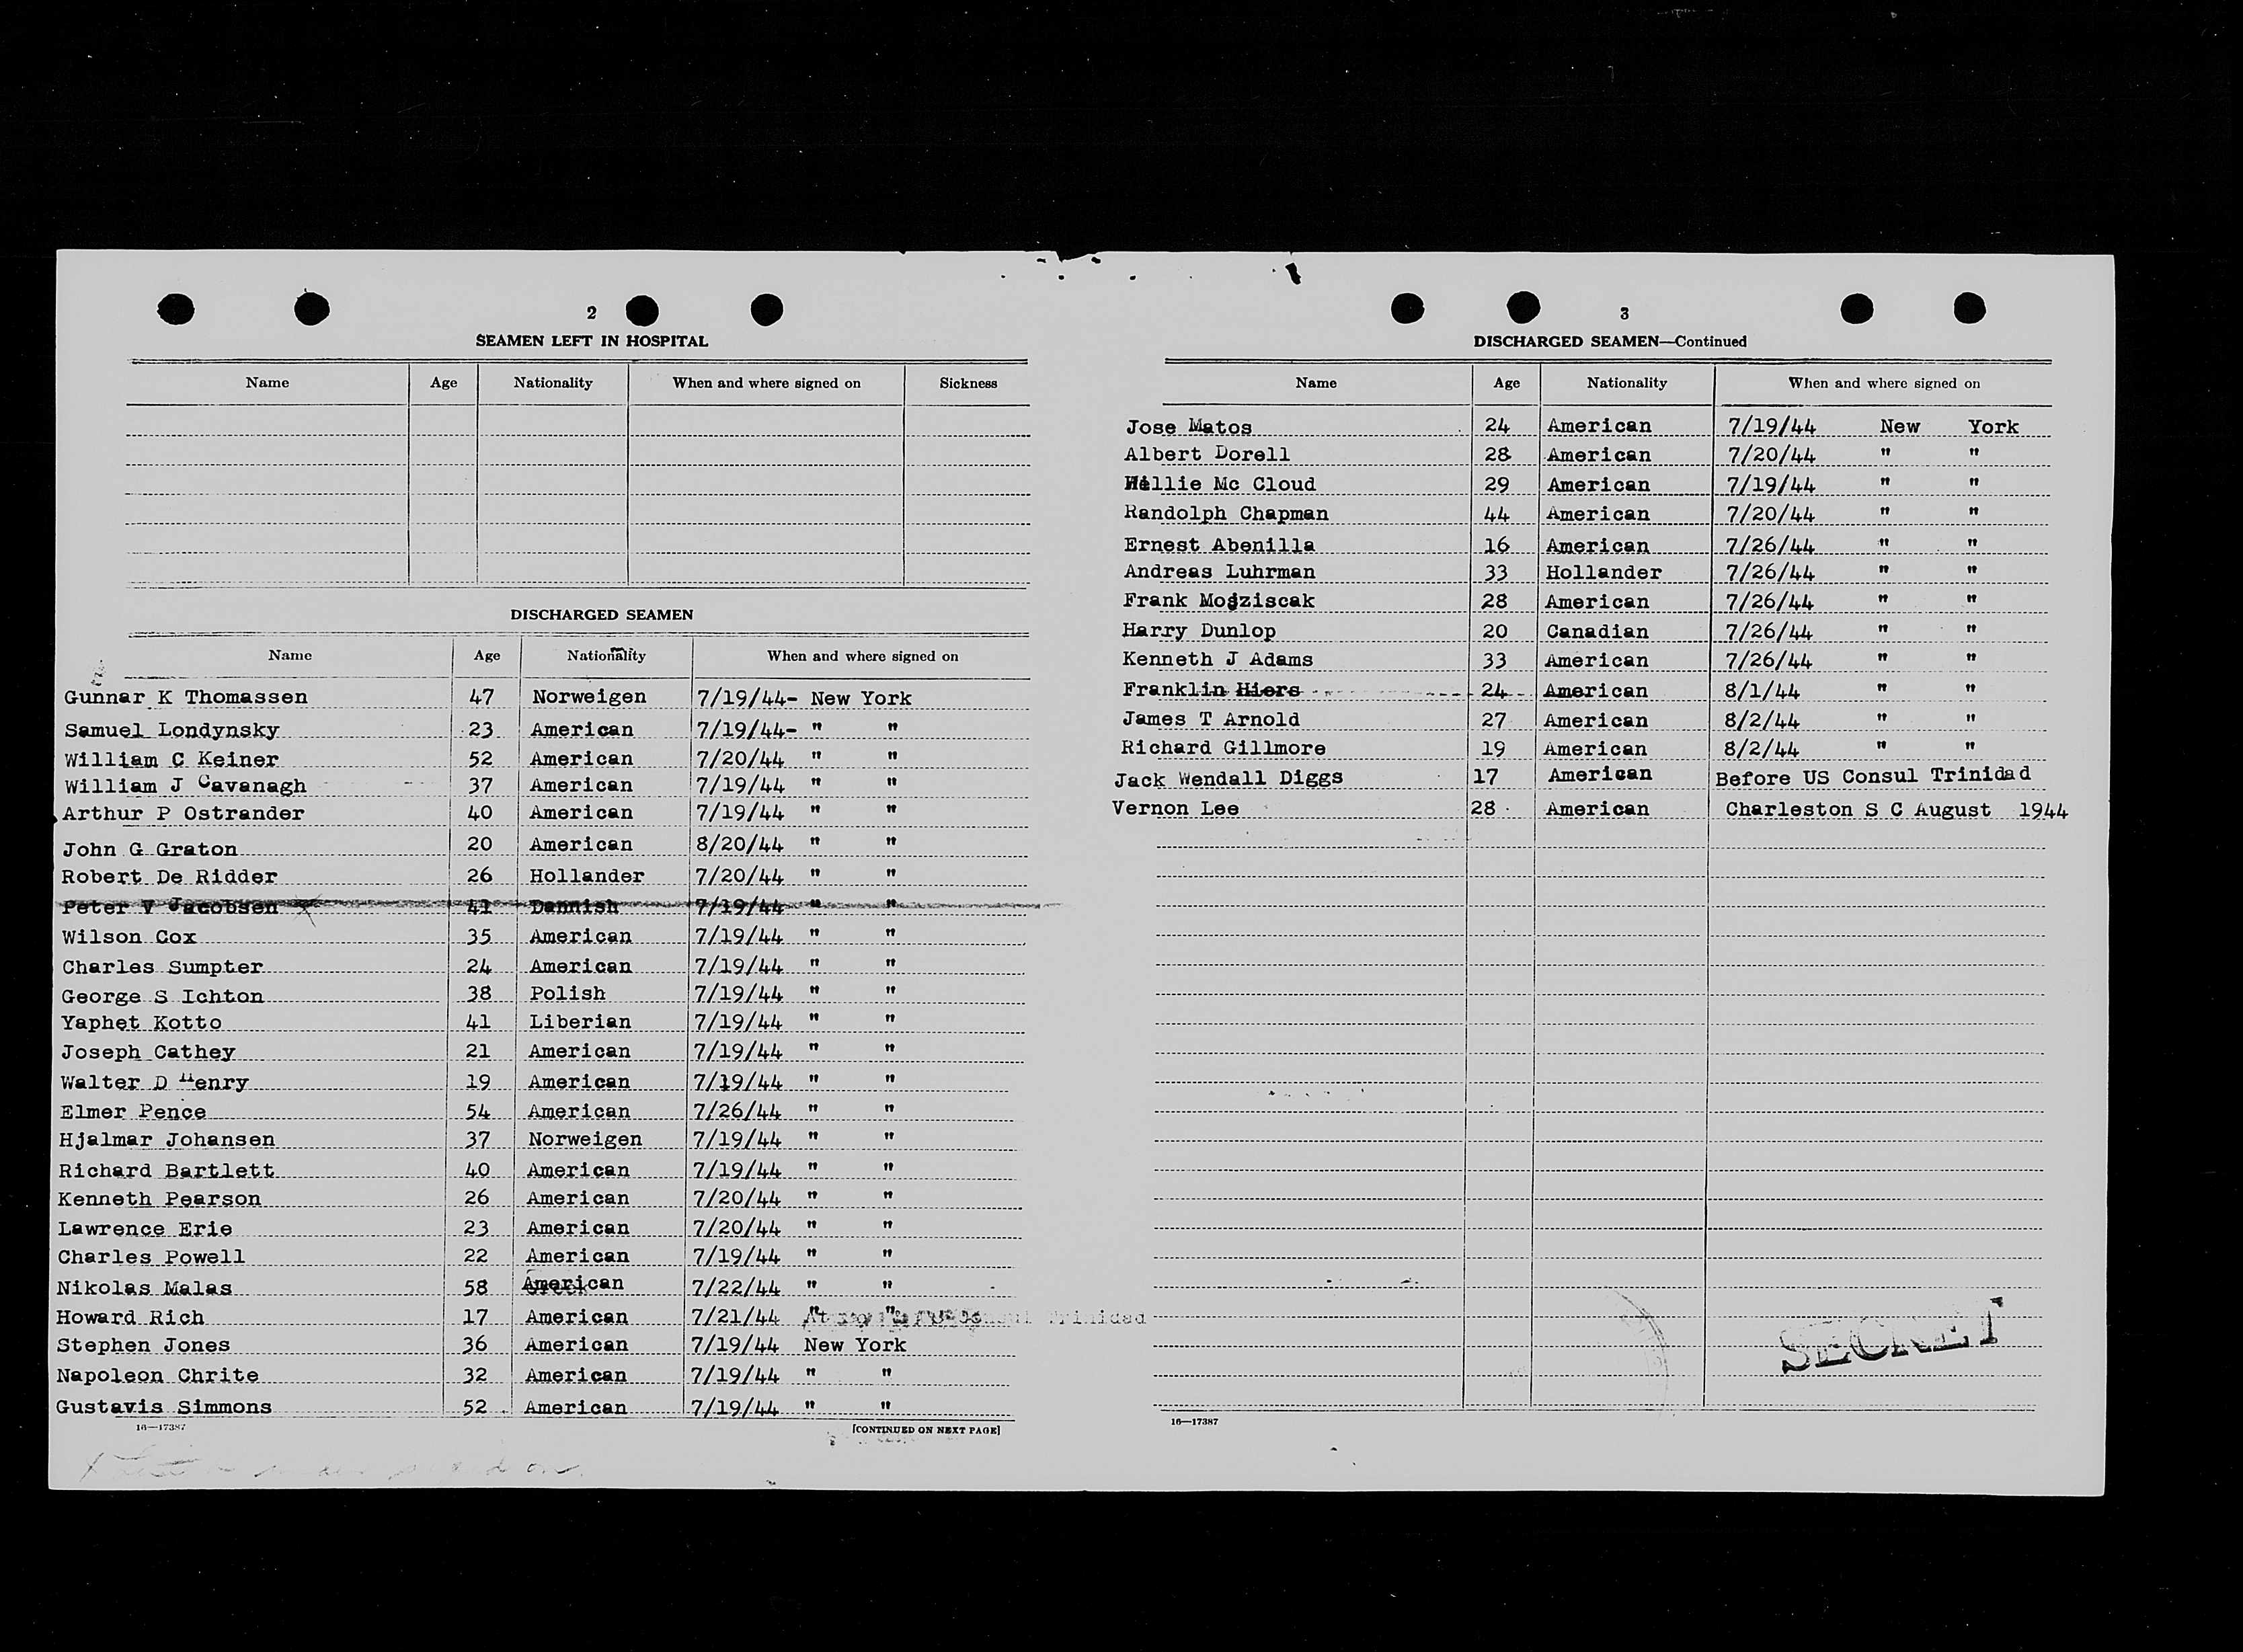 2
SEAMEN LEFT IN HOSPITAL
Name Age Nationality When and where signed on Sickness
DISCHARGED SEAMEN
Name Age Nationality When and where signed on
Gunnar K Thomassen 47 Norweigen 7/19/44- New York
Samuel Londynsky 23 American 7/19/44- " "
William C Keiner 52 American 7/20/44 " "
William J Cavanagh 37 American 7/19/44 " "
Arthur P Ostrander 40 American 7/19/44 " "
John G Graton 20 American 8/20/44 " "
Robert De Ridder 26 Hollander 7/20/44 " "
Peter V Jacobsen 41 Dannish 7/19/44 " "
Wilson Cox 35 American 7/19/44 " "
Charles Sumpter 24 American 7/19/44 " "
George S Ichton 38 Polish 7/19/44 " "
Yaphet Kotto 41 Liberian 7/19/44 " "
Joseph Cathey 21 American 7/19/44 " "
Walter D Henry 19 American 7/19/44 " "
Elmer Pence 54 American 7/26/44 " "
Hjalmar Johansen 37 Norweigen 7/19/44 " "
Richard Bartlett 40 American 7/19/44 " "
Kenneth Pearson 26 American 7/20/44 " "
Lawrence Erie 23 American 7/20/44 " "
Charles Powell 22 American 7/19/44 " "
Nikolas Malas 58 American 7/22/44 " "
Howard Rich 17 American 7/21/44 " " Trinidad
Stephen Jones 36 American 7/19/44 New York
Napoleon Chrite 32 American 7/19/44 " "
Gustavis Simmons 52 American 7/19/44 " "
16—17387 [CONTINUED ON NEXT PAGE]
3
DISCHARGED SEAMEN—Continued
Name Age Nationality When and where signed on
Jose Matos 24 American 7/19/44 New York
Albert Dorell 28 American 7/20/44 " "
Willie Mc Cloud 29 American 7/19/44 " "
Randolph Chapman 44 American 7/20/44 " "
Ernest Abenilla 16 American 7/26/44 " "
Andreas Luhrman 33 Hollander 7/26/44 " "
Frank Mojziscak 28 American 7/26/44 " "
Harry Dunlop 20 Canadian 7/26/44 " "
Kenneth J Adams 33 American 7/26/44 " "
Franklin Hiers 24 American 8/1/44 " "
James T Arnold 27 American 8/2/44 " "
Richard Gillmore 19 American 8/2/44 " "
Jack Wendall Diggs 17 American Before US Consul Trinidad
Vernon Lee 28 American Charleston S C August 1944
SECRET
16—17387